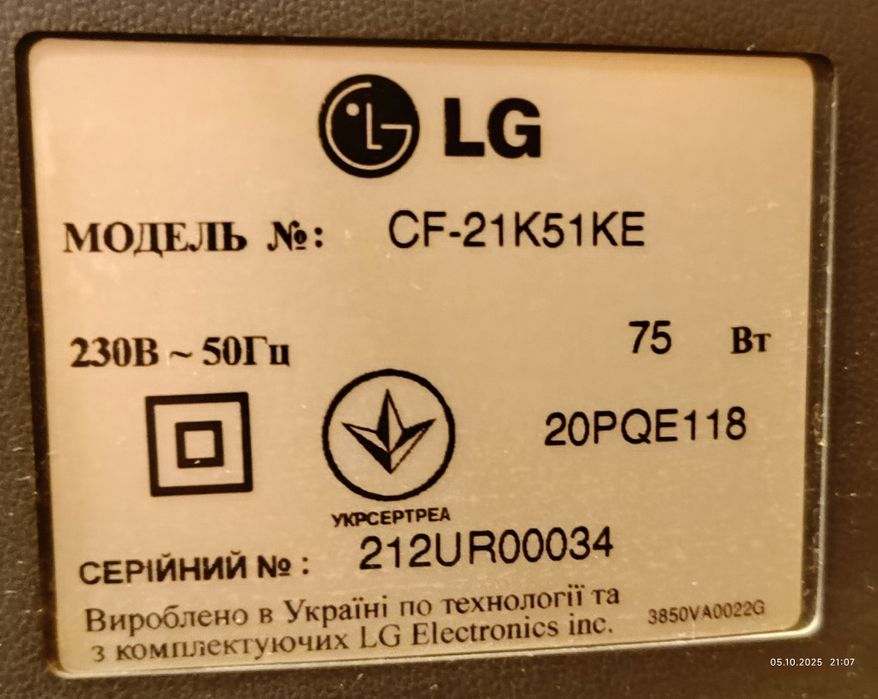 LG
МОДЕЛЬ №: CF-21K51KE
230В ~ 50Гц 75 Вт
20PQE118
УКРСЕРТРЕА
СЕРІЙНИЙ №: 212UR00034
Вироблено в Україні по технології та
з комплектуючих LG Electronics inc. 3850VA0022G
05.10.2025 21:07